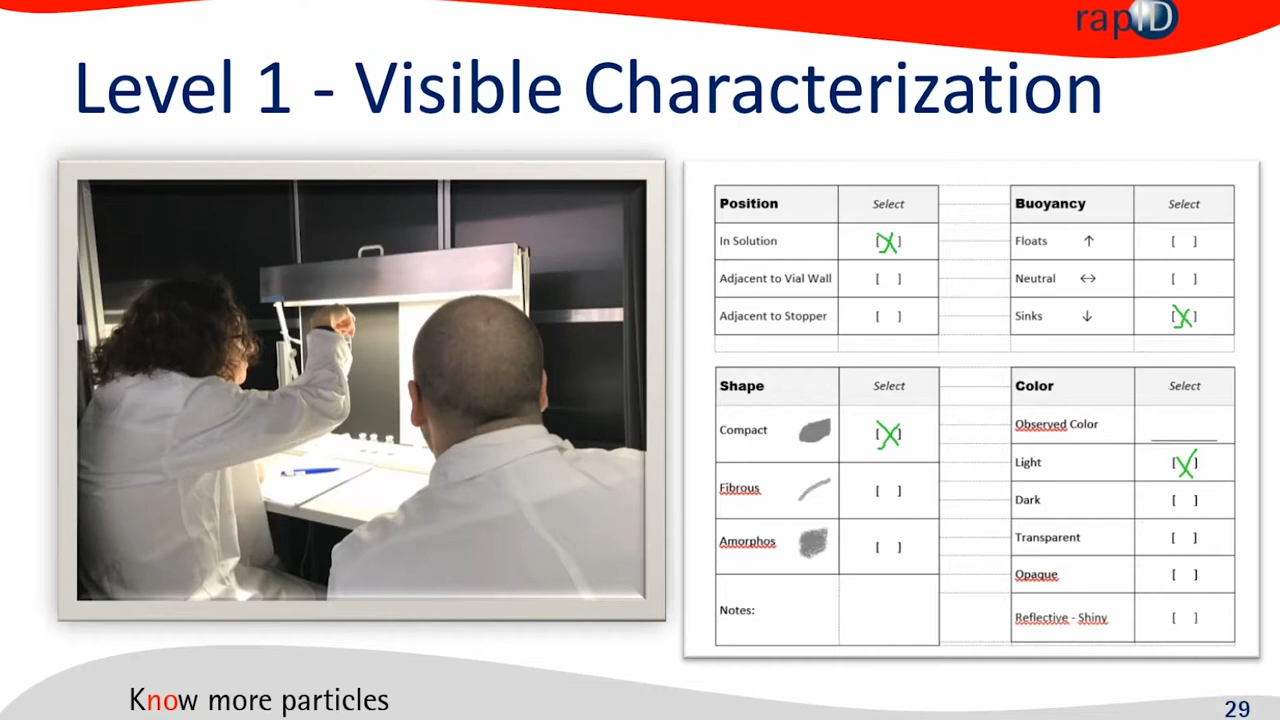 rapID
Level 1 - Visible Characterization
Position Select
In Solution [X]
Adjacent to Vial Wall [ ]
Adjacent to Stopper [ ]
Buoyancy Select
Floats ↑ [ ]
Neutral ↔ [ ]
Sinks ↓ [X]
Shape Select
Compact [X]
Fibrous [ ]
Amorphos [ ]
Notes:
Color Select
Observed Color ________
Light [X]
Dark [ ]
Transparent [ ]
Opaque [ ]
Reflective - Shiny [ ]
Know more particles
29